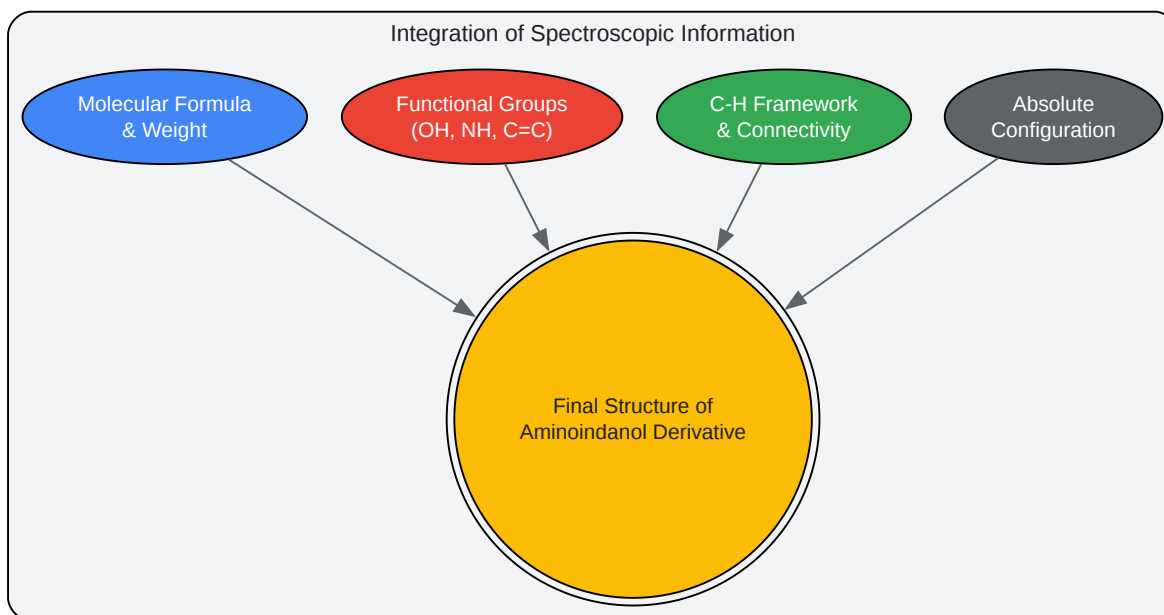 Integration of Spectroscopic Information
Molecular Formula
& Weight
Functional Groups
(OH, NH, C=C)
C-H Framework
& Connectivity
Absolute
Configuration
Final Structure of
Aminoindanol Derivative